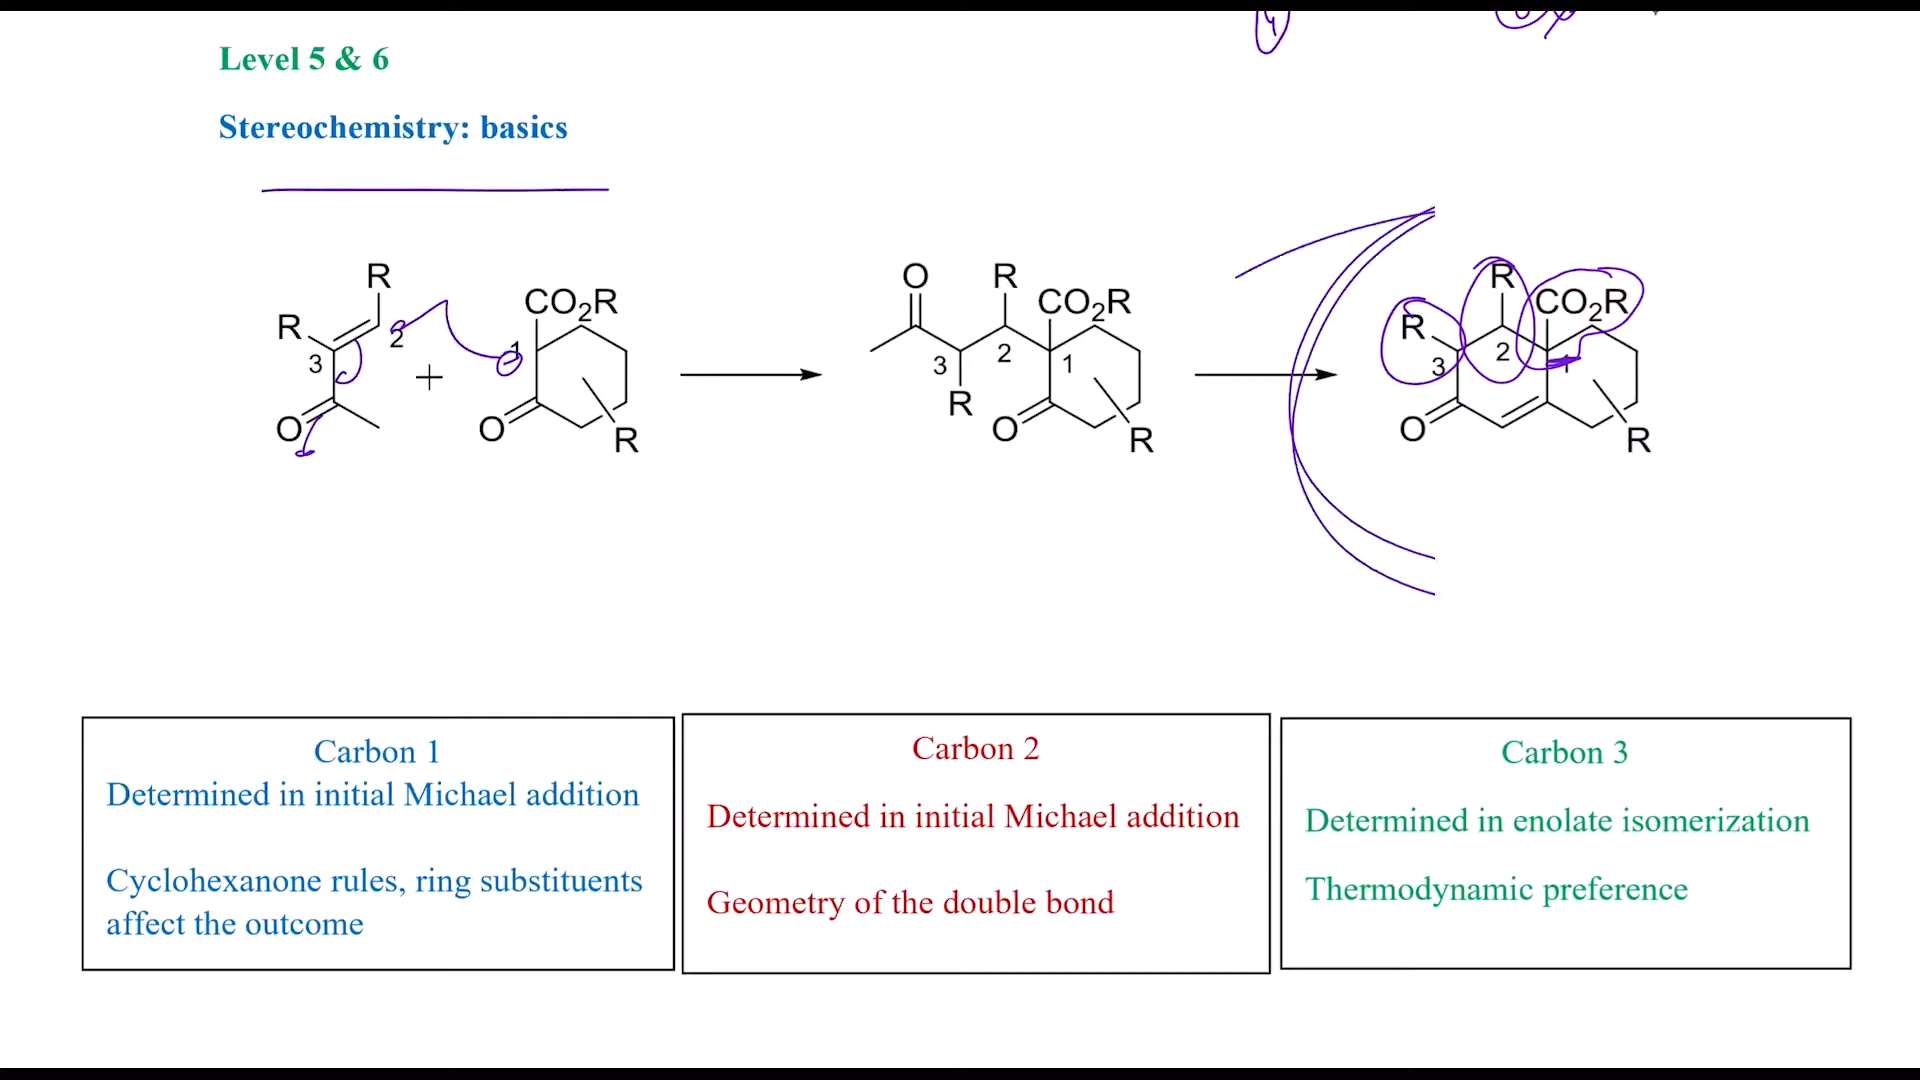 Level 5 & 6
Stereochemistry: basics
R
R
3
2
O
+
CO₂R
1
O
R
O
R
CO₂R
3
2
1
R
O
R
R
R
CO₂R
3
2
1
O
R
Carbon 1
Determined in initial Michael addition
Cyclohexanone rules, ring substituents
affect the outcome
Carbon 2
Determined in initial Michael addition
Geometry of the double bond
Carbon 3
Determined in enolate isomerization
Thermodynamic preference